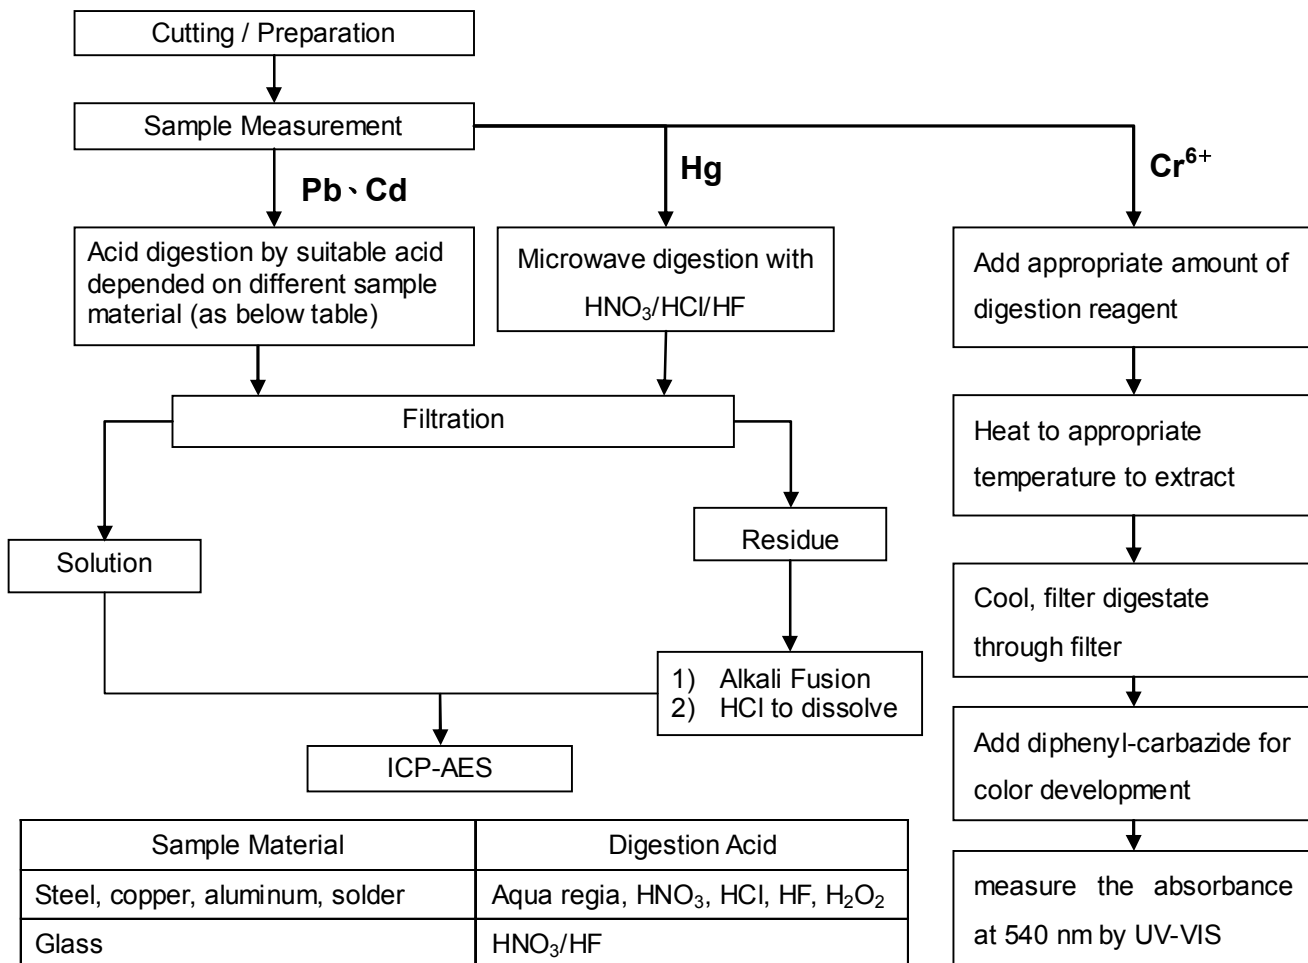 Cutting / Preparation
Sample Measurement
Pb、Cd
Hg
Cr⁶⁺
Acid digestion by suitable acid
depended on different sample
material (as below table)
Microwave digestion with
HNO₃/HCl/HF
Add appropriate amount of
digestion reagent
Filtration
Heat to appropriate
temperature to extract
Solution
Residue
Cool, filter digestate
through filter
1) Alkali Fusion
2) HCl to dissolve
ICP-AES
Add diphenyl-carbazide for
color development
measure the absorbance
at 540 nm by UV-VIS
Sample Material Digestion Acid
Steel, copper, aluminum, solder Aqua regia, HNO₃, HCl, HF, H₂O₂
Glass HNO₃/HF